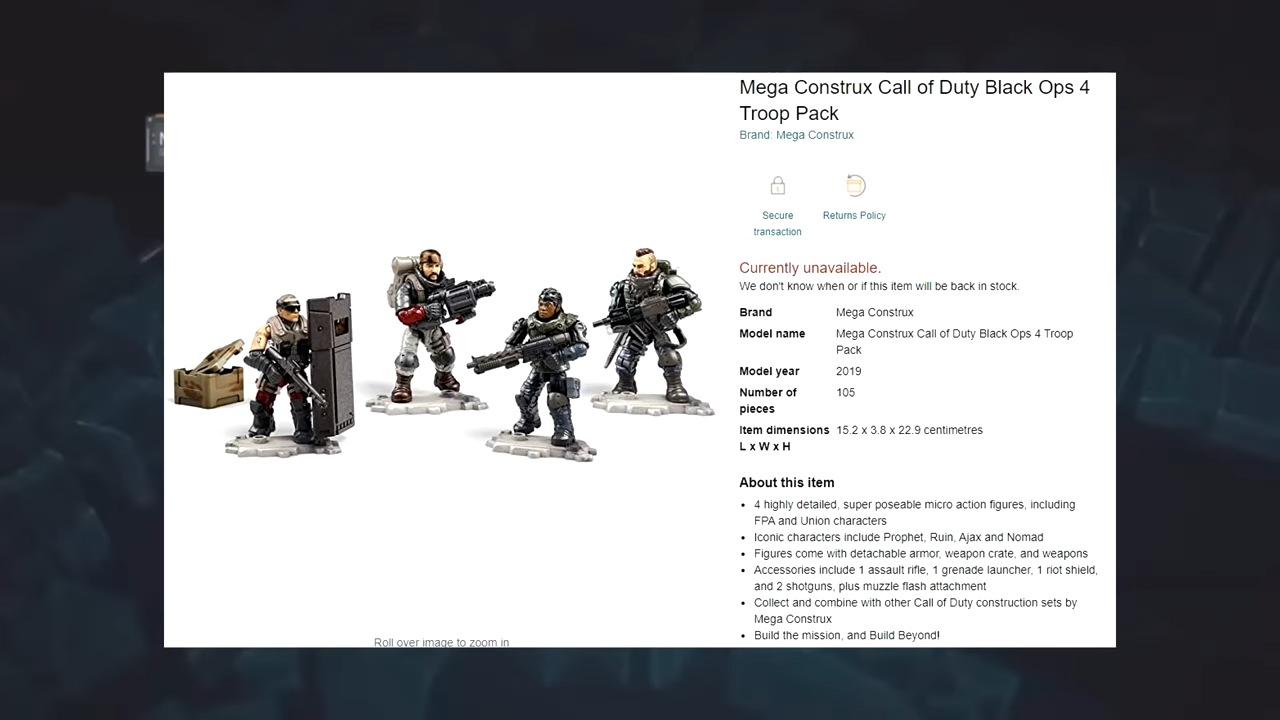 Mega Construx Call of Duty Black Ops 4
Troop Pack
Brand: Mega Construx
Secure
transaction
Returns Policy
Currently unavailable.
We don't know when or if this item will be back in stock.
Brand Mega Construx
Model name Mega Construx Call of Duty Black Ops 4 Troop
Pack
Model year 2019
Number of 105
pieces
Item dimensions 15.2 x 3.8 x 22.9 centimetres
L x W x H
About this item
• 4 highly detailed, super poseable micro action figures, including
FPA and Union characters
• Iconic characters include Prophet, Ruin, Ajax and Nomad
• Figures come with detachable armor, weapon crate, and weapons
• Accessories include 1 assault rifle, 1 grenade launcher, 1 riot shield,
and 2 shotguns, plus muzzle flash attachment
• Collect and combine with other Call of Duty construction sets by
Mega Construx
• Build the mission, and Build Beyond!
Roll over image to zoom in